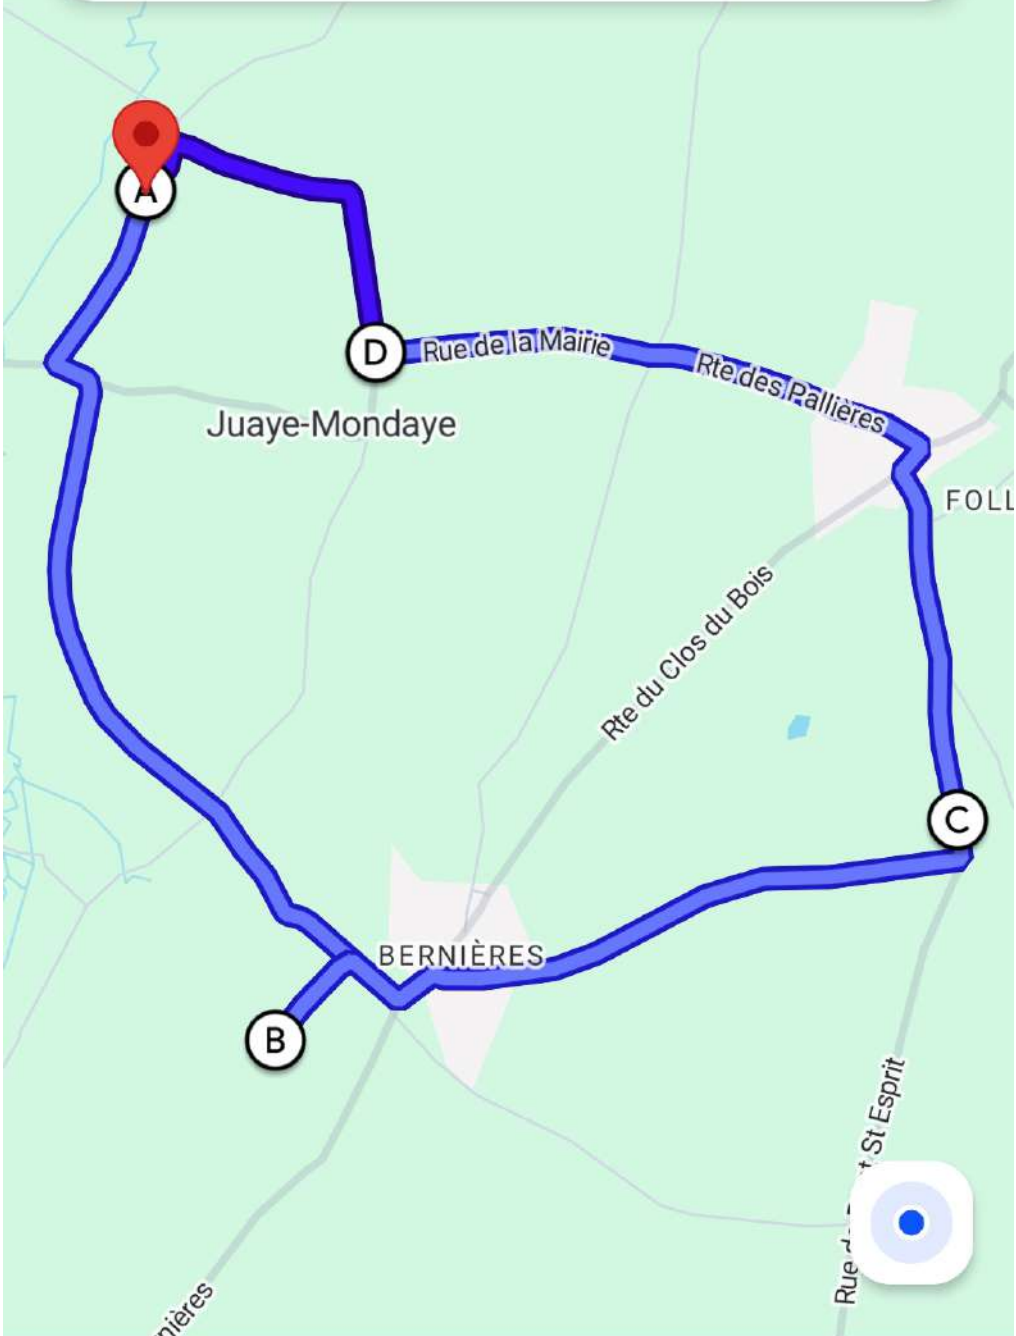 A
D
Rue de la Mairie
Rte des Pallières
Juaye-Mondaye
FOLL
Rte du Clos du Bois
C
BERNIÈRES
B
St Esprit
Rue d
nières